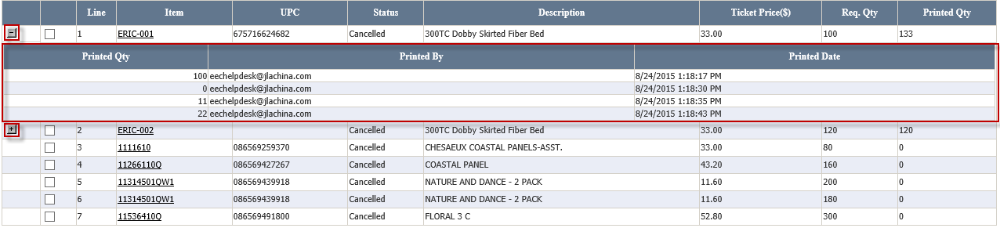 Line Item UPC Status Description Ticket Price($) Req. Qty Printed Qty
1 ERIC-001 675716624682 Cancelled 300TC Dobby Skirted Fiber Bed 33.00 100 133
Printed Qty Printed By Printed Date
100 eechelpdesk@jlachina.com 8/24/2015 1:18:17 PM
0 eechelpdesk@jlachina.com 8/24/2015 1:18:30 PM
11 eechelpdesk@jlachina.com 8/24/2015 1:18:35 PM
22 eechelpdesk@jlachina.com 8/24/2015 1:18:43 PM
2 ERIC-002 Cancelled 300TC Dobby Skirted Fiber Bed 33.00 120 120
3 1111610 086569259370 Cancelled CHESAEUX COASTAL PANELS-ASST. 33.00 80 0
4 11266110Q 086569427267 Cancelled COASTAL PANEL 43.20 160 0
5 11314501QW1 086569439918 Cancelled NATURE AND DANCE - 2 PACK 11.60 200 0
6 11314501QW1 086569439918 Cancelled NATURE AND DANCE - 2 PACK 11.60 180 0
7 11536410Q 086569491800 Cancelled FLORAL 3 C 52.80 300 0